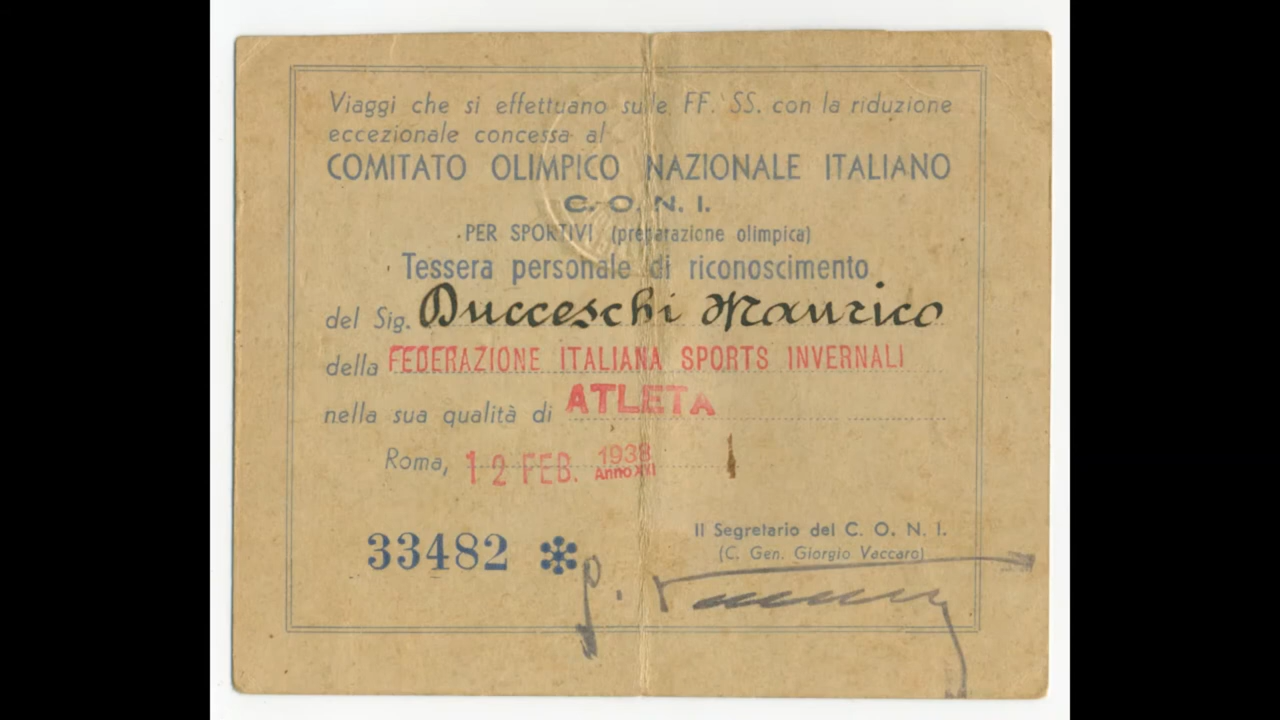 Viaggi che si effettuano sulle FF. SS. con la riduzione
eccezionale concessa al
COMITATO OLIMPICO NAZIONALE ITALIANO
C. O. N. I.
PER SPORTIVI (preparazione olimpica)
Tessera personale di riconoscimento
del Sig. Ducceschi Maurico
della FEDERAZIONE ITALIANA SPORTS INVERNALI
nella sua qualità di ATLETA
Roma, 12 FEB. 1938
Anno XVI
33482 *
Il Segretario del C. O. N. I.
(C. Gen. Giorgio Vaccaro)
G. Vaccaro